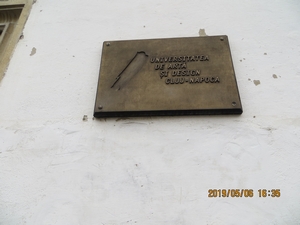 UNIVERSITATEA
DE ARTĂ
ȘI DESIGN
CLUJ-NAPOCA
2019/05/06 16:35